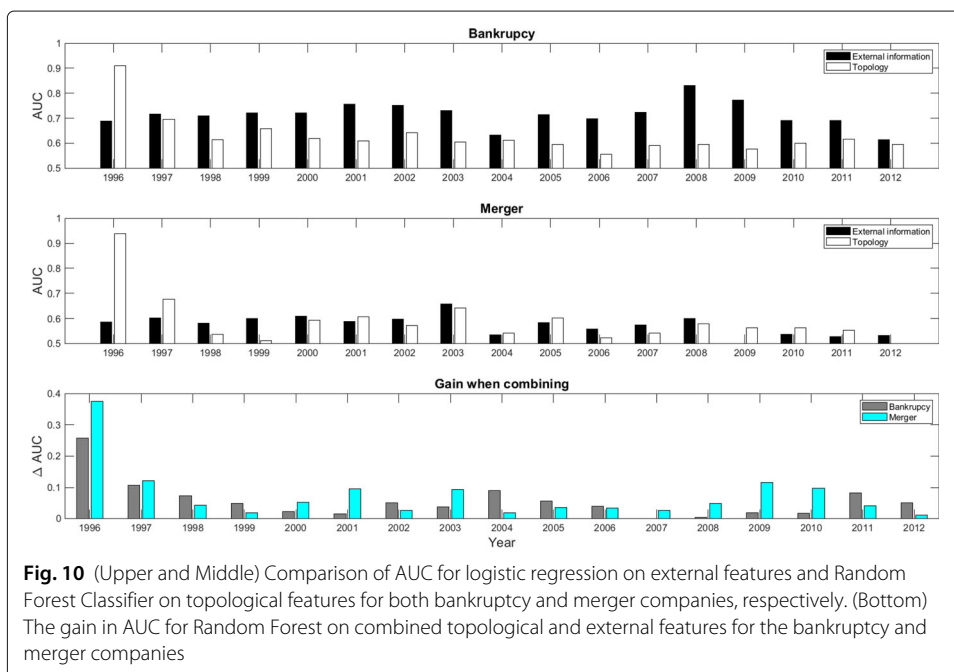 Bankrupcy
1
0.9
0.8
0.7
0.6
0.5
AUC
External information
Topology
1996 1997 1998 1999 2000 2001 2002 2003 2004 2005 2006 2007 2008 2009 2010 2011 2012
Merger
1
0.9
0.8
0.7
0.6
0.5
AUC
External information
Topology
1996 1997 1998 1999 2000 2001 2002 2003 2004 2005 2006 2007 2008 2009 2010 2011 2012
Gain when combining
0.4
0.3
0.2
0.1
0
Δ AUC
Bankrupcy
Merger
1996 1997 1998 1999 2000 2001 2002 2003 2004 2005 2006 2007 2008 2009 2010 2011 2012
Year
Fig. 10 (Upper and Middle) Comparison of AUC for logistic regression on external features and Random
Forest Classifier on topological features for both bankruptcy and merger companies, respectively. (Bottom)
The gain in AUC for Random Forest on combined topological and external features for the bankruptcy and
merger companies